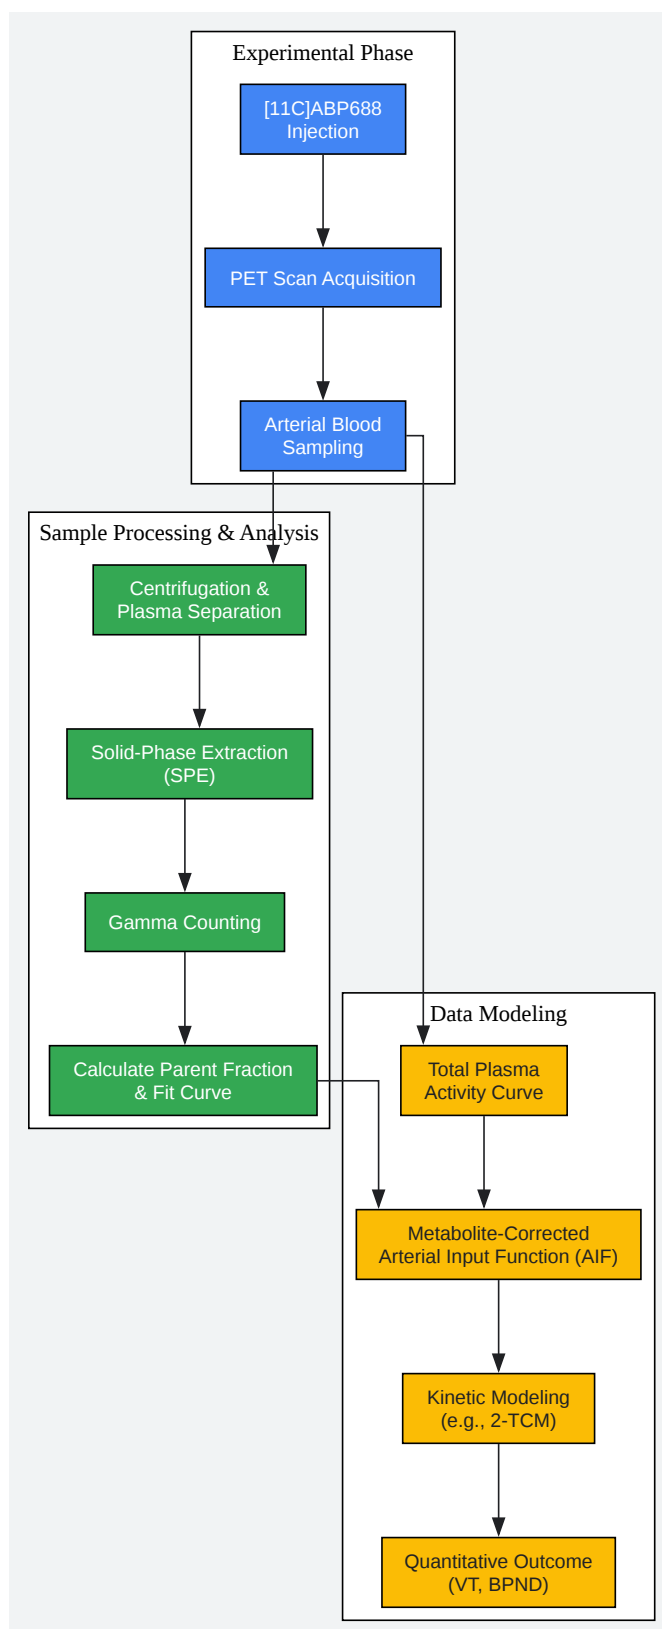 Experimental Phase
[11C]ABP688
Injection
PET Scan Acquisition
Arterial Blood
Sampling
Sample Processing & Analysis
Centrifugation &
Plasma Separation
Solid-Phase Extraction
(SPE)
Gamma Counting
Calculate Parent Fraction
& Fit Curve
Data Modeling
Total Plasma
Activity Curve
Metabolite-Corrected
Arterial Input Function (AIF)
Kinetic Modeling
(e.g., 2-TCM)
Quantitative Outcome
(VT, BPND)